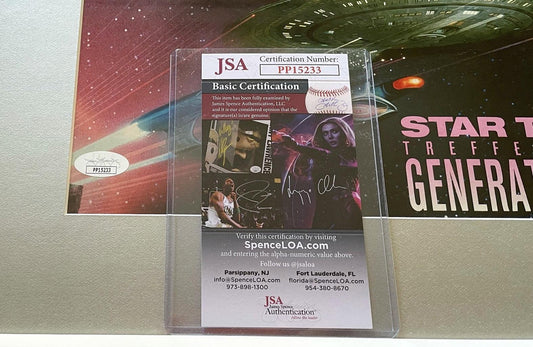 JSA
Certification Number:
PP15233
Basic Certification
This item has been fully examined by
James Spence Authentication, LLC
and it is our considered opinion that the
signature(s) is/are genuine.
PP15233
STAR T
TREFFE
GENERAT
Verify this certification by visiting
SpenceLOA.com
and entering the alpha-numeric value above.
Follow us @jsaloa
Parsippany, NJ
info@SpenceLOA.com
973-898-1300
Fort Lauderdale, FL
florida@SpenceLOA.com
954-380-8670
JSA
James Spence
Authentication